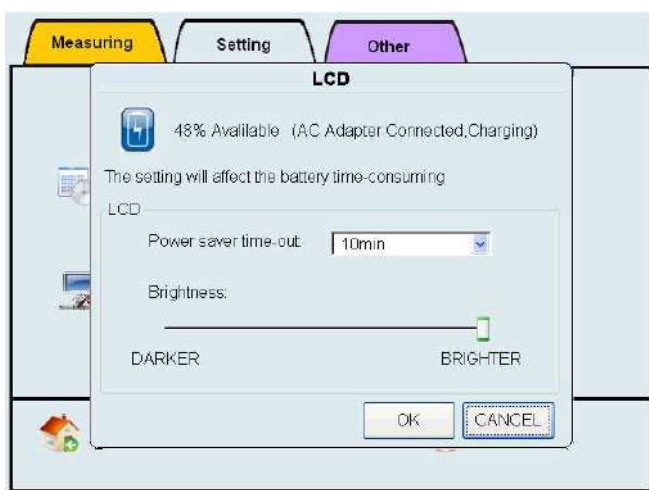 Measuring Setting Other
LCD
48% Avalilable (AC Adapter Connected,Charging)
The setting will affect the battery time-consuming
LCD
Power saver time-out: 10min
Brightness:
DARKER BRIGHTER
OK CANCEL